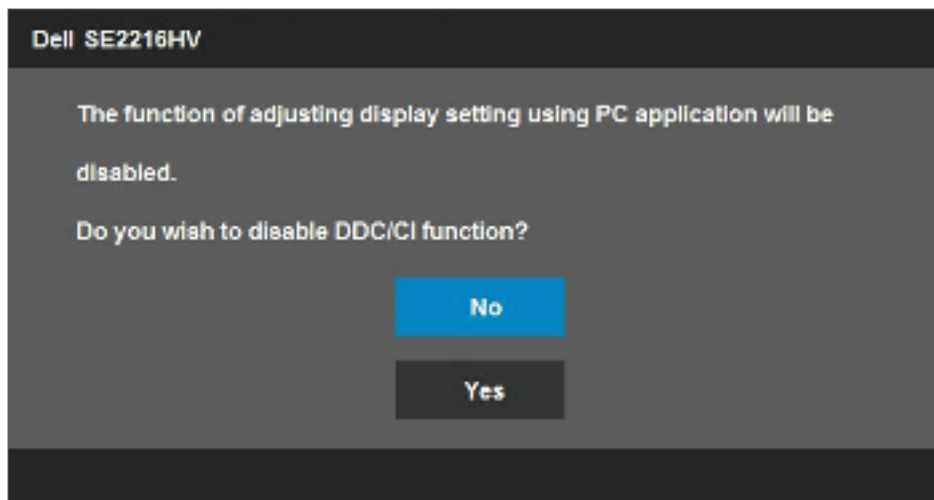 Dell SE2216HV
The function of adjusting display setting using PC application will be
disabled.
Do you wish to disable DDC/CI function?
No
Yes